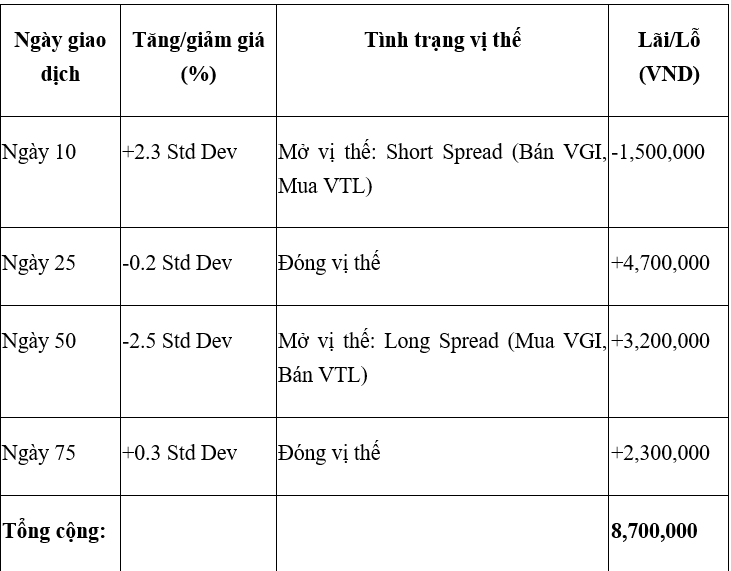 Ngày giao dịch
Tăng/giảm giá (%)
Tình trạng vị thế
Lãi/Lỗ (VND)
Ngày 10
+2.3 Std Dev
Mở vị thế: Short Spread (Bán VGI,
Mua VTL)
-1,500,000
Ngày 25
-0.2 Std Dev
Đóng vị thế
+4,700,000
Ngày 50
-2.5 Std Dev
Mở vị thế: Long Spread (Mua VGI,
Bán VTL)
+3,200,000
Ngày 75
+0.3 Std Dev
Đóng vị thế
+2,300,000
Tổng cộng:
8,700,000